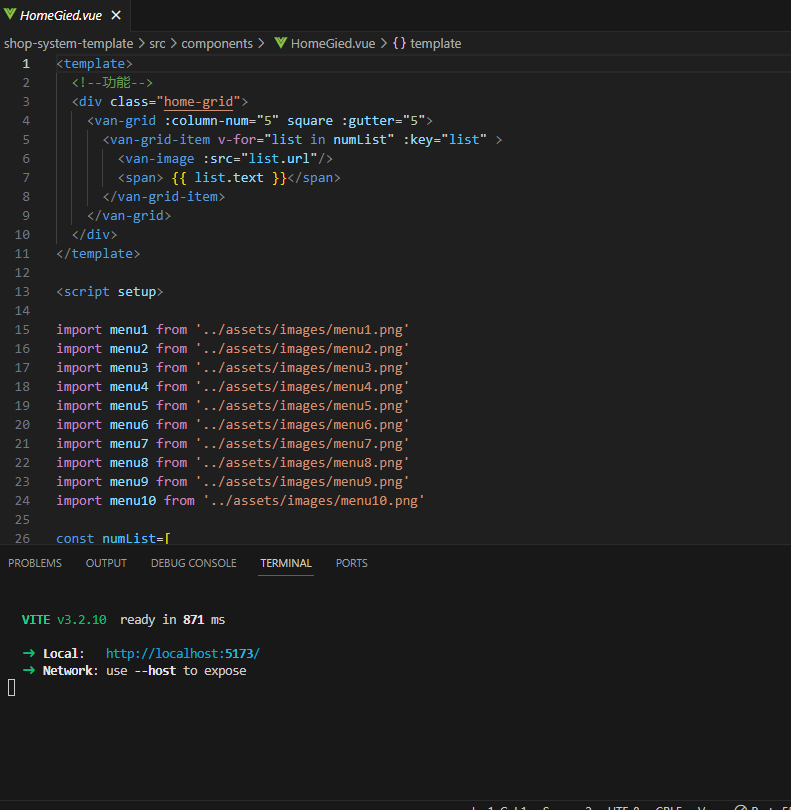 HomeGied.vue
shop-system-template > src > components > HomeGied.vue > {} template
1 <template>
2 <!--功能-->
3 <div class="home-grid">
4 <van-grid :column-num="5" square :gutter="5">
5 <van-grid-item v-for="list in numList" :key="list" >
6 <van-image :src="list.url"/>
7 <span> {{ list.text }}</span>
8 </van-grid-item>
9 </van-grid>
10 </div>
11 </template>
12
13 <script setup>
14
15 import menu1 from '../assets/images/menu1.png'
16 import menu2 from '../assets/images/menu2.png'
17 import menu3 from '../assets/images/menu3.png'
18 import menu4 from '../assets/images/menu4.png'
19 import menu5 from '../assets/images/menu5.png'
20 import menu6 from '../assets/images/menu6.png'
21 import menu7 from '../assets/images/menu7.png'
22 import menu8 from '../assets/images/menu8.png'
23 import menu9 from '../assets/images/menu9.png'
24 import menu10 from '../assets/images/menu10.png'
25
26 const numList=[
PROBLEMS OUTPUT DEBUG CONSOLE TERMINAL PORTS
VITE v3.2.10 ready in 871 ms
➜ Local: http://localhost:5173/
➜ Network: use --host to expose